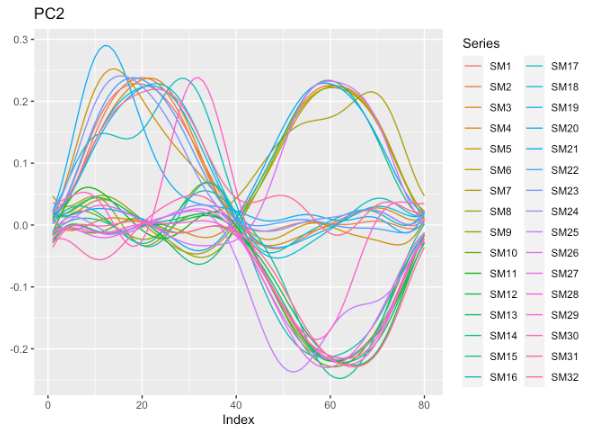 PC2
0.3
0.2
0.1
0.0
-0.1
-0.2
0 20 40 60 80
Index
Series
SM1 SM17
SM2 SM18
SM3 SM19
SM4 SM20
SM5 SM21
SM6 SM22
SM7 SM23
SM8 SM24
SM9 SM25
SM10 SM26
SM11 SM27
SM12 SM28
SM13 SM29
SM14 SM30
SM15 SM31
SM16 SM32